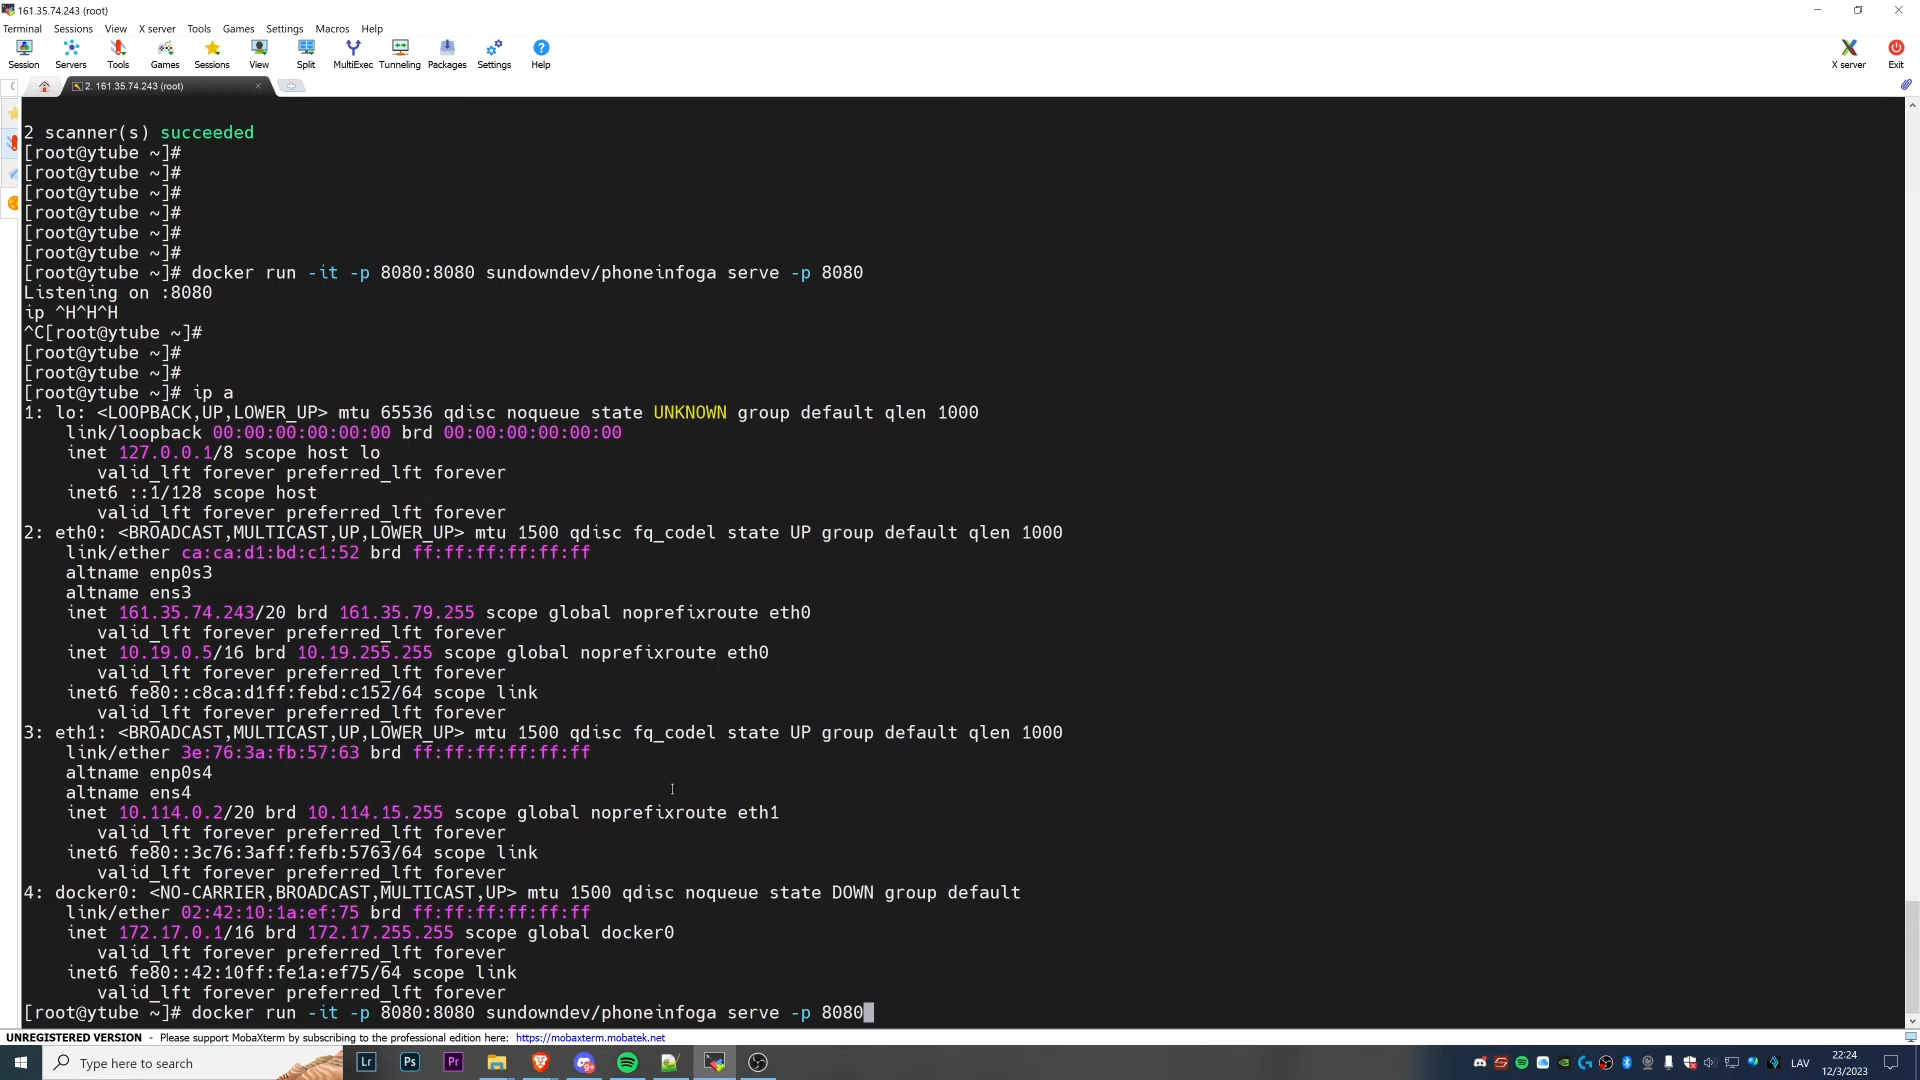 161.35.74.243 (root)
Terminal Sessions View X server Tools Games Settings Macros Help
Session Servers Tools Games Sessions View Split MultiExec Tunneling Packages Settings Help X server Exit
2. 161.35.74.243 (root)
2 scanner(s) succeeded
[root@ytube ~]#
[root@ytube ~]#
[root@ytube ~]#
[root@ytube ~]#
[root@ytube ~]#
[root@ytube ~]#
[root@ytube ~]# docker run -it -p 8080:8080 sundowndev/phoneinfoga serve -p 8080
Listening on :8080
ip ^H^H^H
^C[root@ytube ~]#
[root@ytube ~]#
[root@ytube ~]#
[root@ytube ~]# ip a
1: lo: <LOOPBACK,UP,LOWER_UP> mtu 65536 qdisc noqueue state UNKNOWN group default qlen 1000
link/loopback 00:00:00:00:00:00 brd 00:00:00:00:00:00
inet 127.0.0.1/8 scope host lo
valid_lft forever preferred_lft forever
inet6 ::1/128 scope host
valid_lft forever preferred_lft forever
2: eth0: <BROADCAST,MULTICAST,UP,LOWER_UP> mtu 1500 qdisc fq_codel state UP group default qlen 1000
link/ether ca:ca:d1:bd:c1:52 brd ff:ff:ff:ff:ff:ff
altname enp0s3
altname ens3
inet 161.35.74.243/20 brd 161.35.79.255 scope global noprefixroute eth0
valid_lft forever preferred_lft forever
inet 10.19.0.5/16 brd 10.19.255.255 scope global noprefixroute eth0
valid_lft forever preferred_lft forever
inet6 fe80::c8ca:d1ff:febd:c152/64 scope link
valid_lft forever preferred_lft forever
3: eth1: <BROADCAST,MULTICAST,UP,LOWER_UP> mtu 1500 qdisc fq_codel state UP group default qlen 1000
link/ether 3e:76:3a:fb:57:63 brd ff:ff:ff:ff:ff:ff
altname enp0s4
altname ens4
inet 10.114.0.2/20 brd 10.114.15.255 scope global noprefixroute eth1
valid_lft forever preferred_lft forever
inet6 fe80::3c76:3aff:fefb:5763/64 scope link
valid_lft forever preferred_lft forever
4: docker0: <NO-CARRIER,BROADCAST,MULTICAST,UP> mtu 1500 qdisc noqueue state DOWN group default
link/ether 02:42:10:1a:ef:75 brd ff:ff:ff:ff:ff:ff
inet 172.17.0.1/16 brd 172.17.255.255 scope global docker0
valid_lft forever preferred_lft forever
inet6 fe80::42:10ff:fe1a:ef75/64 scope link
valid_lft forever preferred_lft forever
[root@ytube ~]# docker run -it -p 8080:8080 sundowndev/phoneinfoga serve -p 8080
UNREGISTERED VERSION - Please support MobaXterm by subscribing to the professional edition here: https://mobaxterm.mobatek.net
Type here to search
Lr Ps Pr
LAV
22:24
12/3/2023